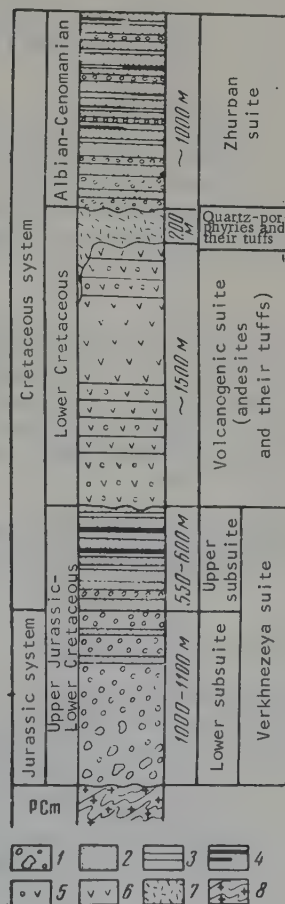 Cretaceous system
Jurassic system
Albian-Cenomanian
Lower Cretaceous
Upper Jurassic-
Lower Cretaceous
PCm
~1000 м
200
м
~1500 м
550-600 м
1000-1100 м
Zhurban
suite
Quartz-por
phyries and
their tuffs
Volcanogenic suite
(andesites
and their tuffs)
Upper
subsuite
Lower subsuite
Verkhnezeya suite
1 2 3 4
5 6 7 8